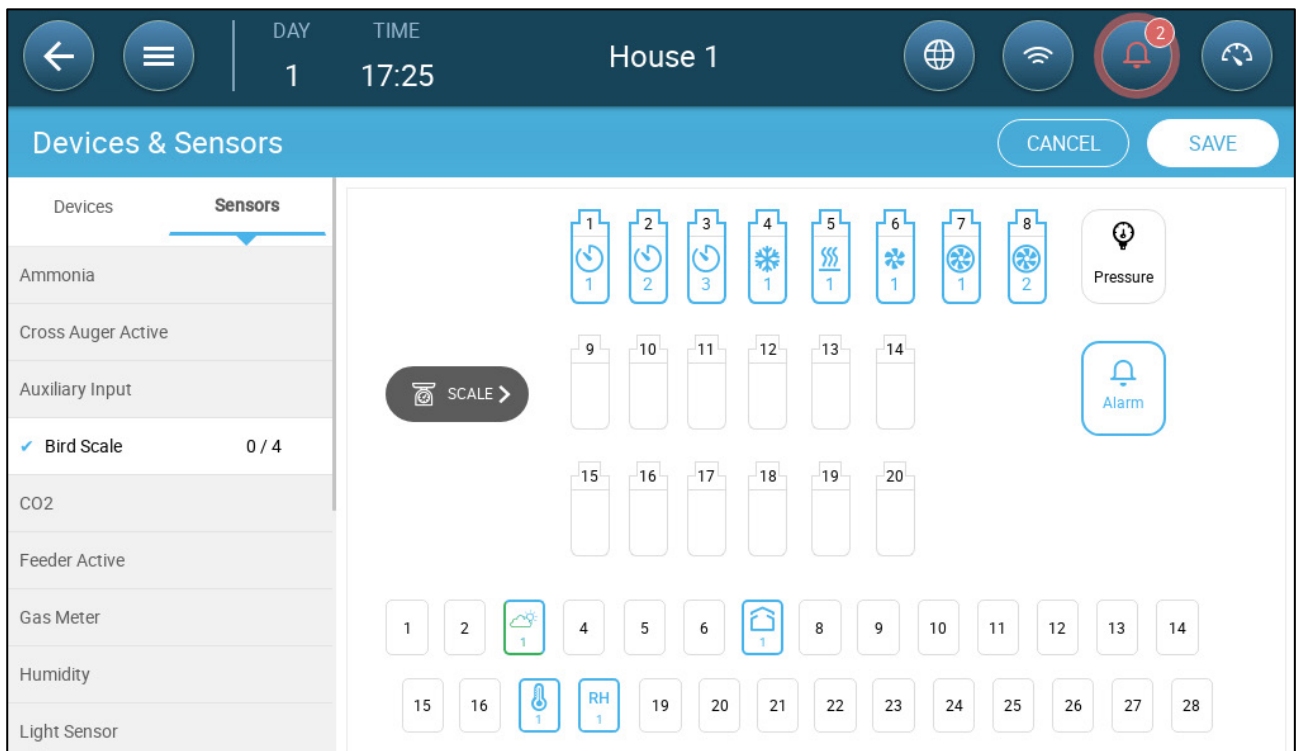 DAY TIME
1 17:25 House 1 2
Devices & Sensors CANCEL SAVE
Devices Sensors
Ammonia
Cross Auger Active
Auxiliary Input
Bird Scale 0 / 4
CO2
Feeder Active
Gas Meter
Humidity
Light Sensor
1 2 3 4 5 6 7 8
1 2 3 1 1 1 1 2
Pressure
9 10 11 12 13 14
SCALE
Alarm
15 16 17 18 19 20
1 2 1 4 5 6 1 8 9 10 11 12 13 14
15 16 1 RH 1 19 20 21 22 23 24 25 26 27 28